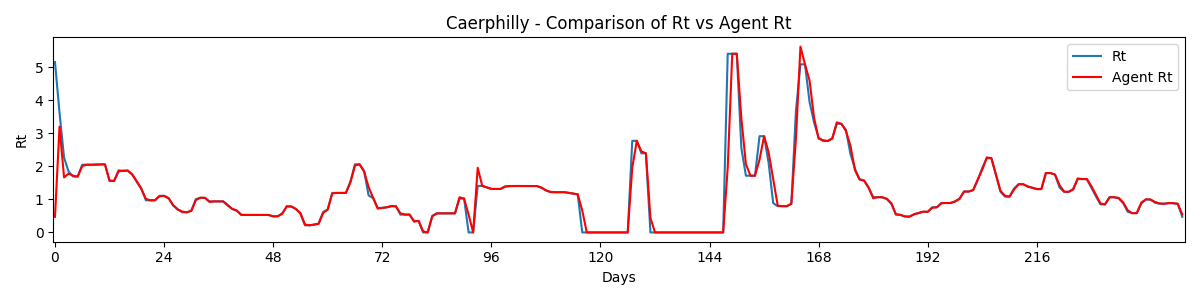 Caerphilly - Comparison of Rt vs Agent Rt
Rt
Agent Rt
Rt
5
4
3
2
1
0
0 24 48 72 96 120 144 168 192 216
Days